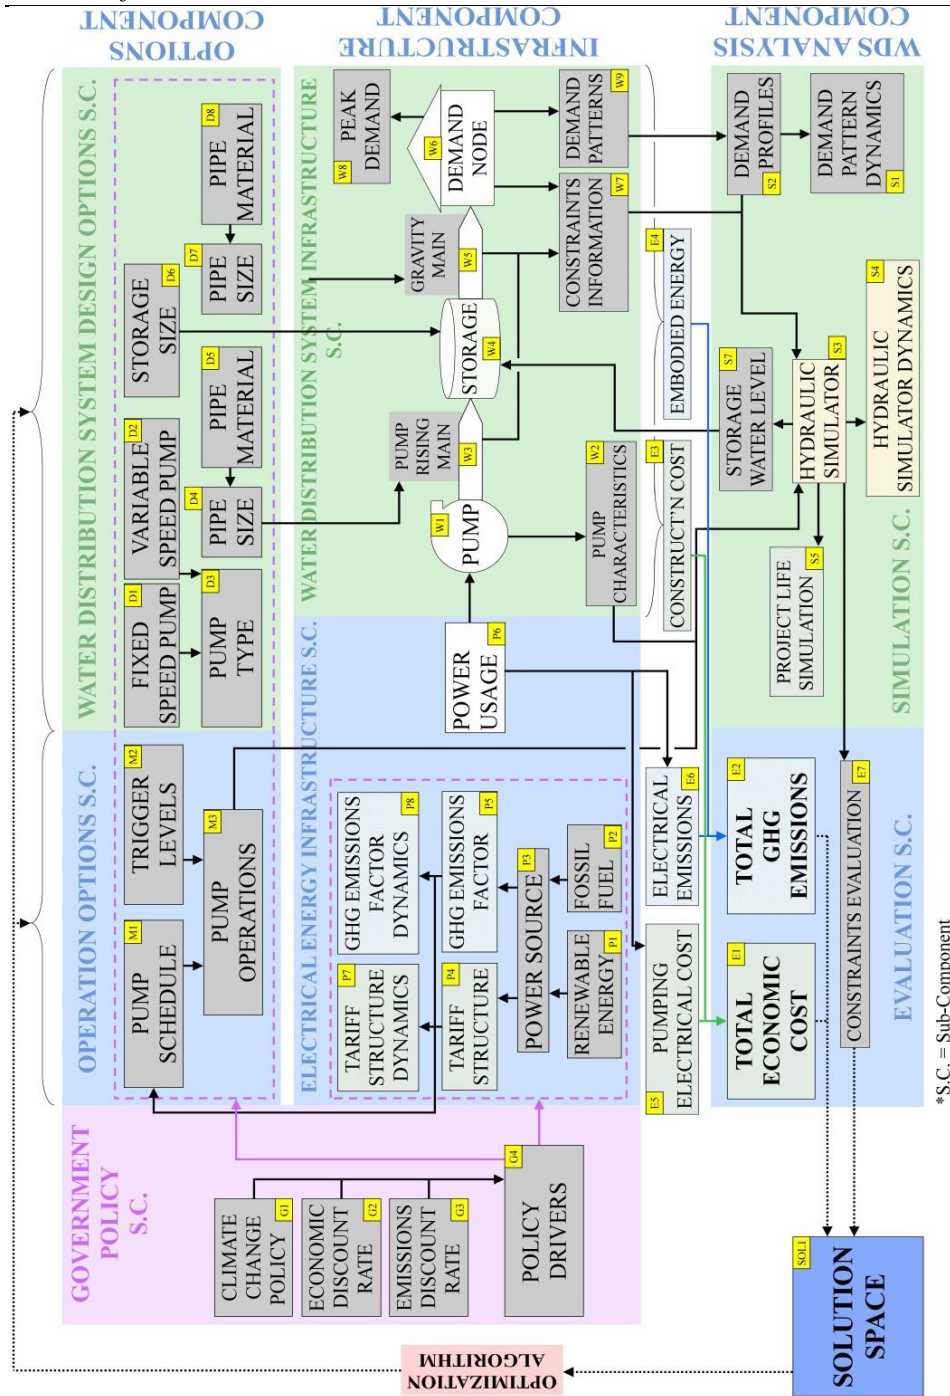 OPTIONS
COMPONENT
INFRASTRUCTURE
COMPONENT
WDS ANALYSIS
COMPONENT
GOVERNMENT
POLICY
S.C.
CLIMATE
CHANGE
POLICY
G1
ECONOMIC
DISCOUNT
RATE
G2
EMISSIONS
DISCOUNT
RATE
G3
POLICY
DRIVERS
G4
OPERATION OPTIONS S.C.
PUMP
SCHEDULE
M1
TRIGGER
LEVELS
M2
PUMP
OPERATIONS
M3
WATER DISTRIBUTION SYSTEM DESIGN OPTIONS S.C.
FIXED
SPEED PUMP
D1
VARIABLE
SPEED PUMP
D2
PUMP
TYPE
D3
PIPE
SIZE
D4
PIPE
MATERIAL
D5
STORAGE
SIZE
D6
PIPE
SIZE
D7
PIPE
MATERIAL
D8
ELECTRICAL ENERGY INFRASTRUCTURE S.C.
TARIFF
STRUCTURE
DYNAMICS
P7
GHG EMISSIONS
FACTOR
DYNAMICS
P8
TARIFF
STRUCTURE
P4
GHG EMISSIONS
FACTOR
P5
POWER SOURCE
P3
RENEWABLE
ENERGY
P1
FOSSIL
FUEL
P2
POWER
USAGE
P6
WATER DISTRIBUTION SYSTEM INFRASTRUCTURE
S.C.
PUMP
W1
PUMP
RISING
MAIN
W3
STORAGE
W4
GRAVITY
MAIN
W5
DEMAND
NODE
W6
PEAK
DEMAND
W8
PUMP
CHARACTERISTICS
W2
CONSTRAINTS
INFORMATION
W7
DEMAND
PATTERNS
W9
PUMPING
ELECTRICAL COST
E5
ELECTRICAL
EMISSIONS
E6
CONSTRUCT'N COST
E3
EMBODIED ENERGY
E4
TOTAL
ECONOMIC
COST
E1
TOTAL
GHG
EMISSIONS
E2
CONSTRAINTS EVALUATION
E7
EVALUATION S.C.
STORAGE
WATER LEVEL
S7
DEMAND
PROFILES
S2
DEMAND
PATTERN
DYNAMICS
S1
PROJECT LIFE
SIMULATION
S5
HYDRAULIC
SIMULATOR
S3
HYDRAULIC
SIMULATOR DYNAMICS
S4
SIMULATION S.C.
SOLUTION
SPACE
SOL1
OPTIMIZATION
ALGORITHM
*S.C. = Sub-Component